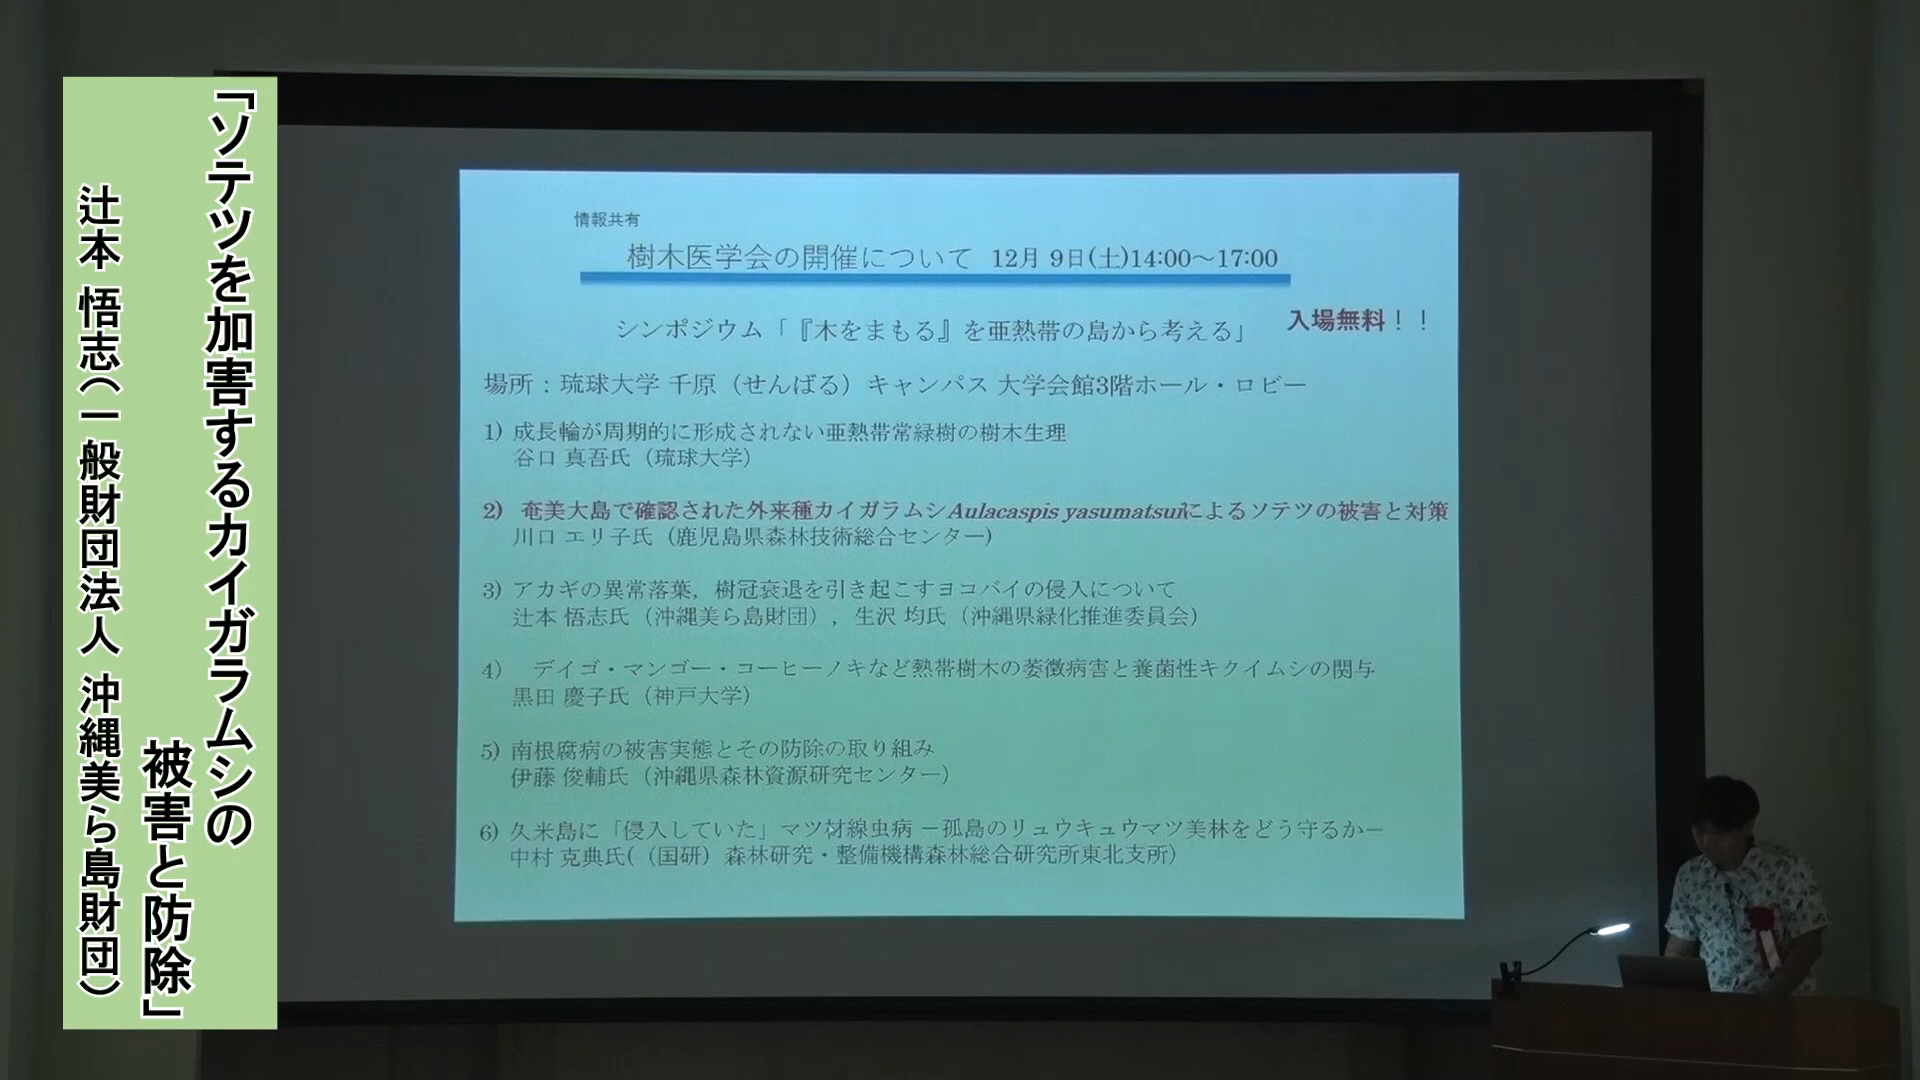 「ソテツを加害するカイガラムシの
被害と防除」
辻本 悟志（一般財団法人 沖縄美ら島財団）
情報共有
樹木医学会の開催について 12月 9日(土)14:00～17:00
シンポジウム「『木をまもる』を亜熱帯の島から考える」
入場無料！！
場所：琉球大学 千原（せんばる）キャンパス 大学会館3階ホール・ロビー
1) 成長輪が周期的に形成されない亜熱帯常緑樹の樹木生理
谷口 真吾氏（琉球大学）
2) 奄美大島で確認された外来種カイガラムシAulacaspis yasumatsuiによるソテツの被害と対策
川口 エリ子氏（鹿児島県森林技術総合センター）
3) アカギの異常落葉，樹冠衰退を引き起こすヨコバイの侵入について
辻本 悟志氏（沖縄美ら島財団），生沢 均氏（沖縄県緑化推進委員会）
4) デイゴ・マンゴー・コーヒーノキなど熱帯樹木の萎凋病害と養菌性キクイムシの関与
黒田 慶子氏（神戸大学）
5) 南根腐病の被害実態とその防除の取り組み
伊藤 俊輔氏（沖縄県森林資源研究センター）
6) 久米島に「侵入していた」マツ材線虫病 －孤島のリュウキュウマツ美林をどう守るか－
中村 克典氏(（国研）森林研究・整備機構森林総合研究所東北支所）